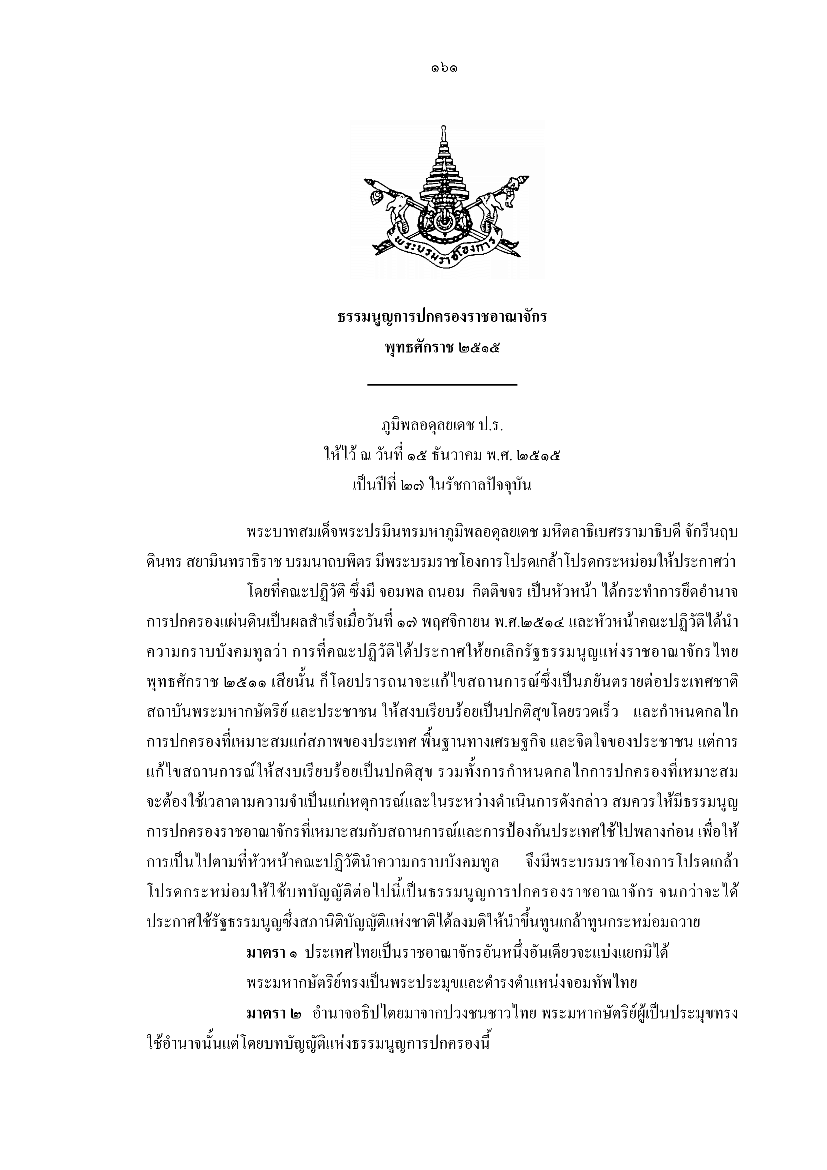 ๑๖๑
พระบรมราชโองการ
ธรรมนูญการปกครองราชอาณาจักร
พุทธศักราช ๒๕๑๕
ภูมิพลอดุลยเดช ป.ร.
ให้ไว้ ณ วันที่ ๑๕ ธันวาคม พ.ศ. ๒๕๑๕
เป็นปีที่ ๒๗ ในรัชกาลปัจจุบัน
พระบาทสมเด็จพระปรมินทรมหาภูมิพลอดุลยเดช มหิตลาธิเบศรรามาธิบดี จักรีนฤบ
ดินทร สยามินทราธิราช บรมนาถบพิตร มีพระบรมราชโองการโปรดเกล้าโปรดกระหม่อมให้ประกาศว่า
โดยที่คณะปฏิวัติ ซึ่งมี จอมพล ถนอม กิตติขจร เป็นหัวหน้า ได้กระทำการยึดอำนาจ
การปกครองแผ่นดินเป็นผลสำเร็จเมื่อวันที่ ๑๗ พฤศจิกายน พ.ศ.๒๕๑๔ และหัวหน้าคณะปฏิวัติได้นำ
ความกราบบังคมทูลว่า การที่คณะปฏิวัติได้ประกาศให้ยกเลิกรัฐธรรมนูญแห่งราชอาณาจักรไทย
พุทธศักราช ๒๕๑๑ เสียนั้น ก็โดยปรารถนาจะแก้ไขสถานการณ์ซึ่งเป็นภยันตรายต่อประเทศชาติ
สถาบันพระมหากษัตริย์ และประชาชน ให้สงบเรียบร้อยเป็นปกติสุขโดยรวดเร็ว และกำหนดกลไก
การปกครองที่เหมาะสมแก่สภาพของประเทศ พื้นฐานทางเศรษฐกิจ และจิตใจของประชาชน แต่การ
แก้ไขสถานการณ์ให้สงบเรียบร้อยเป็นปกติสุข รวมทั้งการกำหนดกลไกการปกครองที่เหมาะสม
จะต้องใช้เวลาตามความจำเป็นแก่เหตุการณ์และในระหว่างดำเนินการดังกล่าว สมควรให้มีธรรมนูญ
การปกครองราชอาณาจักรที่เหมาะสมกับสถานการณ์และการป้องกันประเทศใช้ไปพลางก่อน เพื่อให้
การเป็นไปตามที่หัวหน้าคณะปฏิวัตินำความกราบบังคมทูล จึงมีพระบรมราชโองการโปรดเกล้า
โปรดกระหม่อมให้ใช้บทบัญญัติต่อไปนี้เป็นธรรมนูญการปกครองราชอาณาจักร จนกว่าจะได้
ประกาศใช้รัฐธรรมนูญซึ่งสภานิติบัญญัติแห่งชาติได้ลงมติให้นำขึ้นทูนเกล้าทูนกระหม่อมถวาย
มาตรา ๑ ประเทศไทยเป็นราชอาณาจักรอันหนึ่งอันเดียวจะแบ่งแยกมิได้
พระมหากษัตริย์ทรงเป็นพระประมุขและดำรงตำแหน่งจอมทัพไทย
มาตรา ๒ อำนาจอธิปไตยมาจากปวงชนชาวไทย พระมหากษัตริย์ผู้เป็นประมุขทรง
ใช้อำนาจนั้นแต่โดยบทบัญญัติแห่งธรรมนูญการปกครองนี้